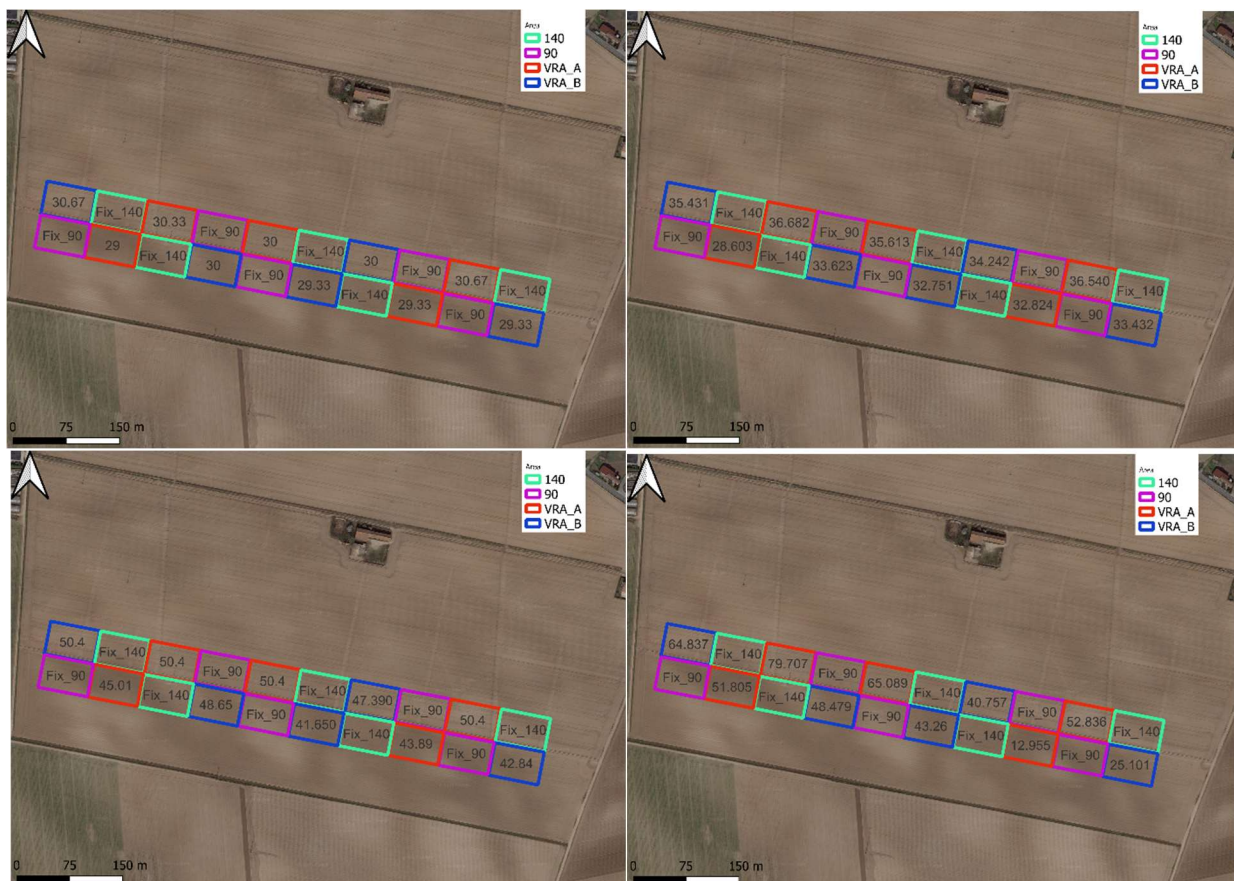 Area
140
90
VRA_A
VRA_B
30.67
Fix_140
30.33
Fix_90
30
Fix_140
30
Fix_90
30.67
Fix_140
Fix_90
29
Fix_140
30
Fix_90
29.33
Fix_140
29.33
Fix_90
29.33
0 75 150 m
Area
140
90
VRA_A
VRA_B
35.431
Fix_140
36.682
Fix_90
35.613
Fix_140
34.242
Fix_90
36.540
Fix_140
Fix_90
28.603
Fix_140
33.623
Fix_90
32.751
Fix_140
32.824
Fix_90
33.432
0 75 150 m
Area
140
90
VRA_A
VRA_B
50.4
Fix_140
50.4
Fix_90
50.4
Fix_140
47.390
Fix_90
50.4
Fix_140
Fix_90
45.01
Fix_140
48.65
Fix_90
41.650
Fix_140
43.89
Fix_90
42.84
0 75 150 m
Area
140
90
VRA_A
VRA_B
64.837
Fix_140
79.707
Fix_90
65.089
Fix_140
40.757
Fix_90
52.836
Fix_140
Fix_90
51.805
Fix_140
48.479
Fix_90
43.26
Fix_140
12.955
Fix_90
25.101
0 75 150 m